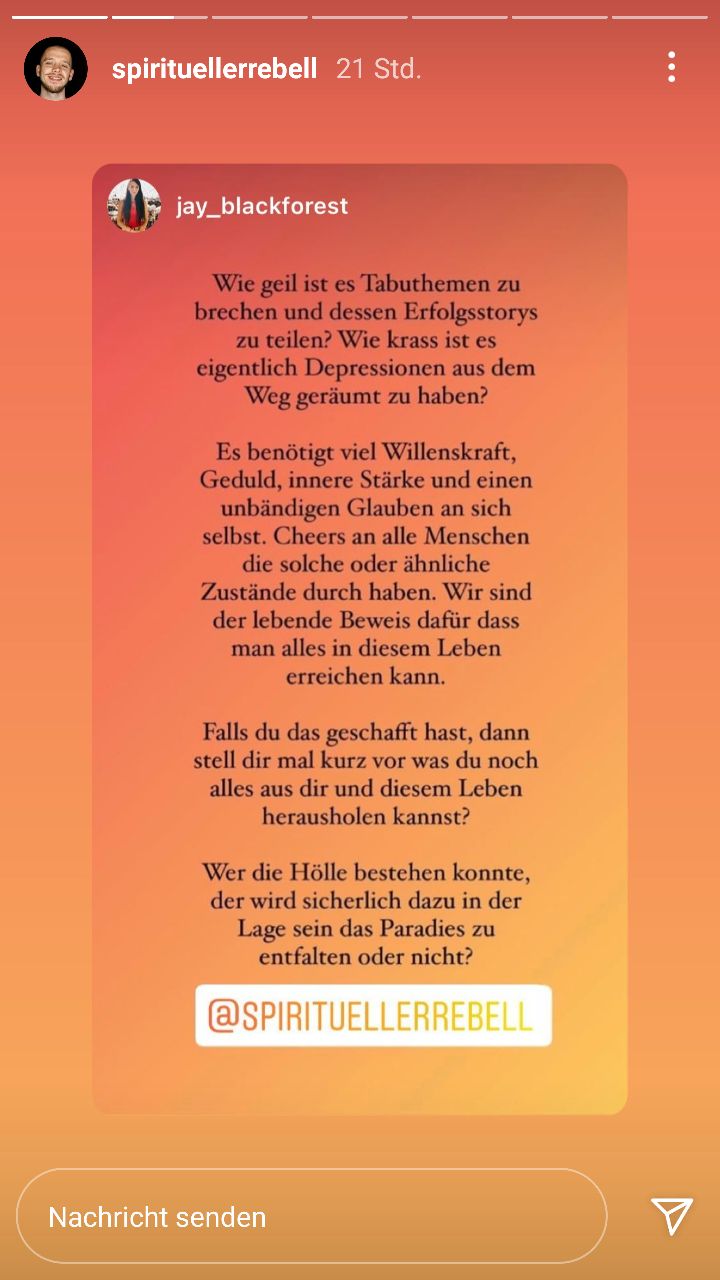 spirituellerrebell 21 Std.
jay_blackforest
Wie geil ist es Tabuthemen zu
brechen und dessen Erfolgsstorys
zu teilen? Wie krass ist es
eigentlich Depressionen aus dem
Weg geräumt zu haben?
Es benötigt viel Willenskraft,
Geduld, innere Stärke und einen
unbändigen Glauben an sich
selbst. Cheers an alle Menschen
die solche oder ähnliche
Zustände durch haben. Wir sind
der lebende Beweis dafür dass
man alles in diesem Leben
erreichen kann.
Falls du das geschafft hast, dann
stell dir mal kurz vor was du noch
alles aus dir und diesem Leben
herausholen kannst?
Wer die Hölle bestehen konnte,
der wird sicherlich dazu in der
Lage sein das Paradies zu
entfalten oder nicht?
@SPIRITUELLERREBELL
Nachricht senden